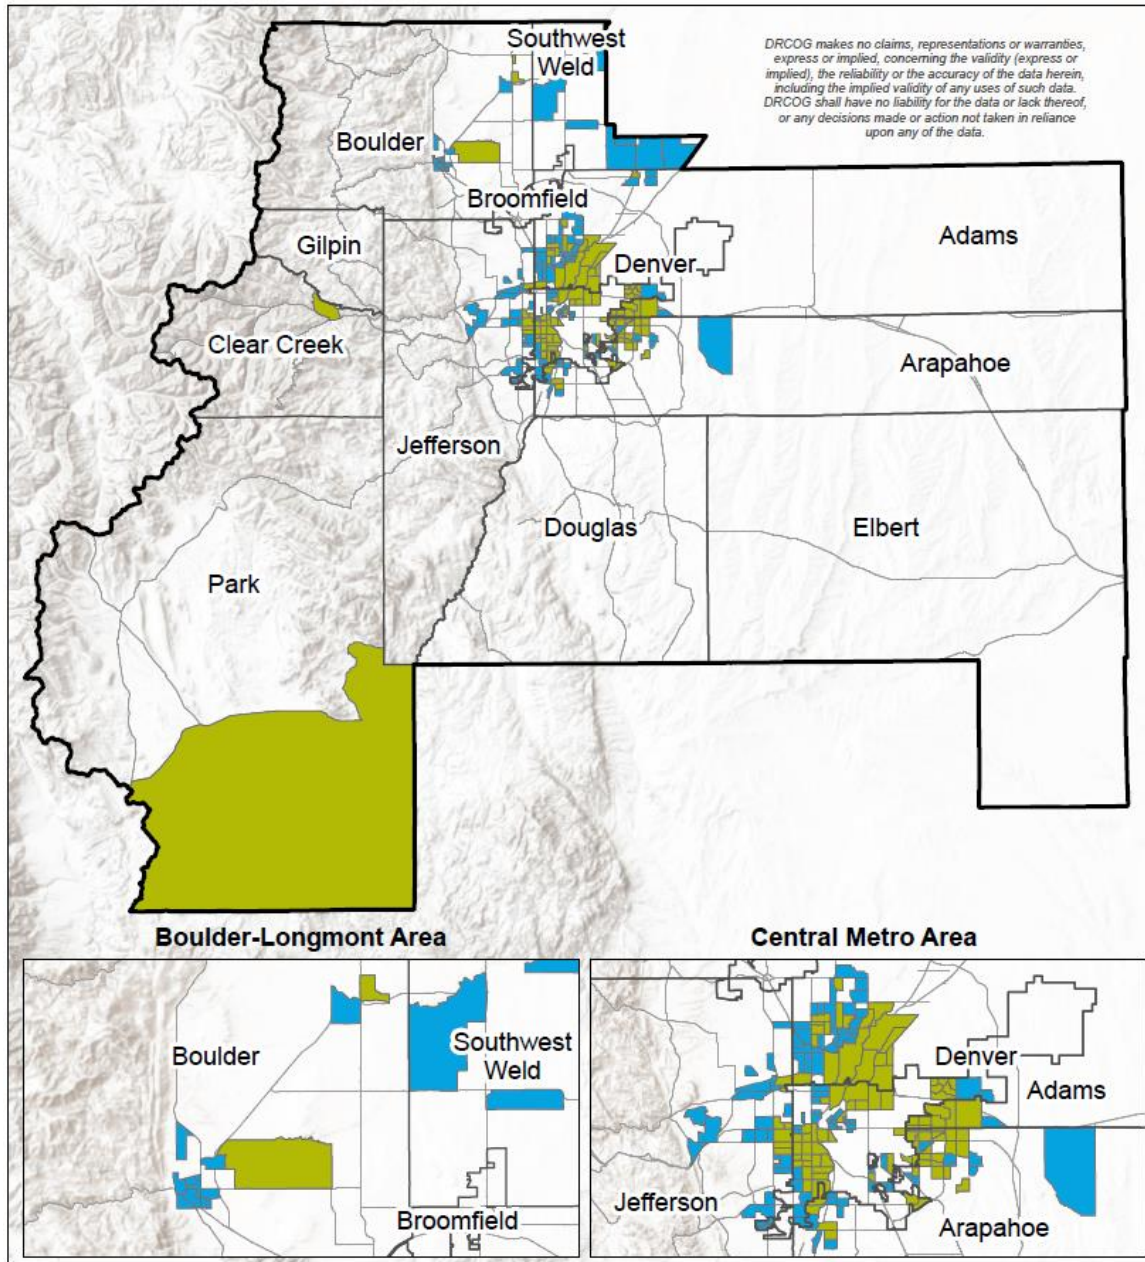 Southwest
Weld
DRCOG makes no claims, representations or warranties,
express or implied, concerning the validity (express or
implied), the reliability or the accuracy of the data herein,
including the implied validity of any uses of such data.
DRCOG shall have no liability for the data or lack thereof,
or any decisions made or action not taken in reliance
upon any of the data.
Boulder
Broomfield
Gilpin
Denver
Adams
Clear Creek
Arapahoe
Jefferson
Douglas
Elbert
Park
Boulder-Longmont Area
Boulder
Southwest
Weld
Broomfield
Central Metro Area
Denver
Adams
Jefferson
Arapahoe